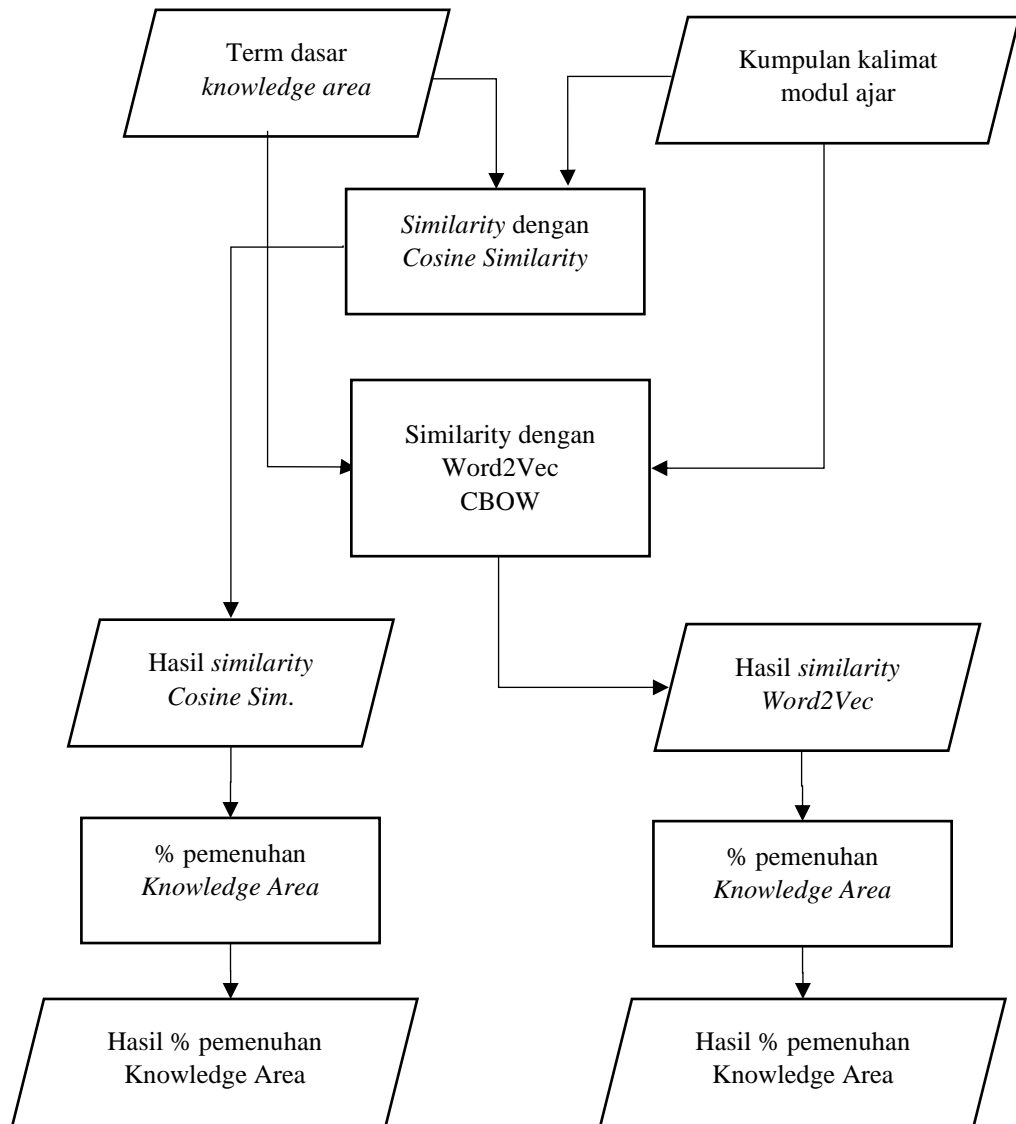 Term dasar
knowledge area
Kumpulan kalimat
modul ajar
Similarity dengan
Cosine Similarity
Similarity dengan
Word2Vec
CBOW
Hasil similarity
Cosine Sim.
Hasil similarity
Word2Vec
% pemenuhan
Knowledge Area
% pemenuhan
Knowledge Area
Hasil % pemenuhan
Knowledge Area
Hasil % pemenuhan
Knowledge Area